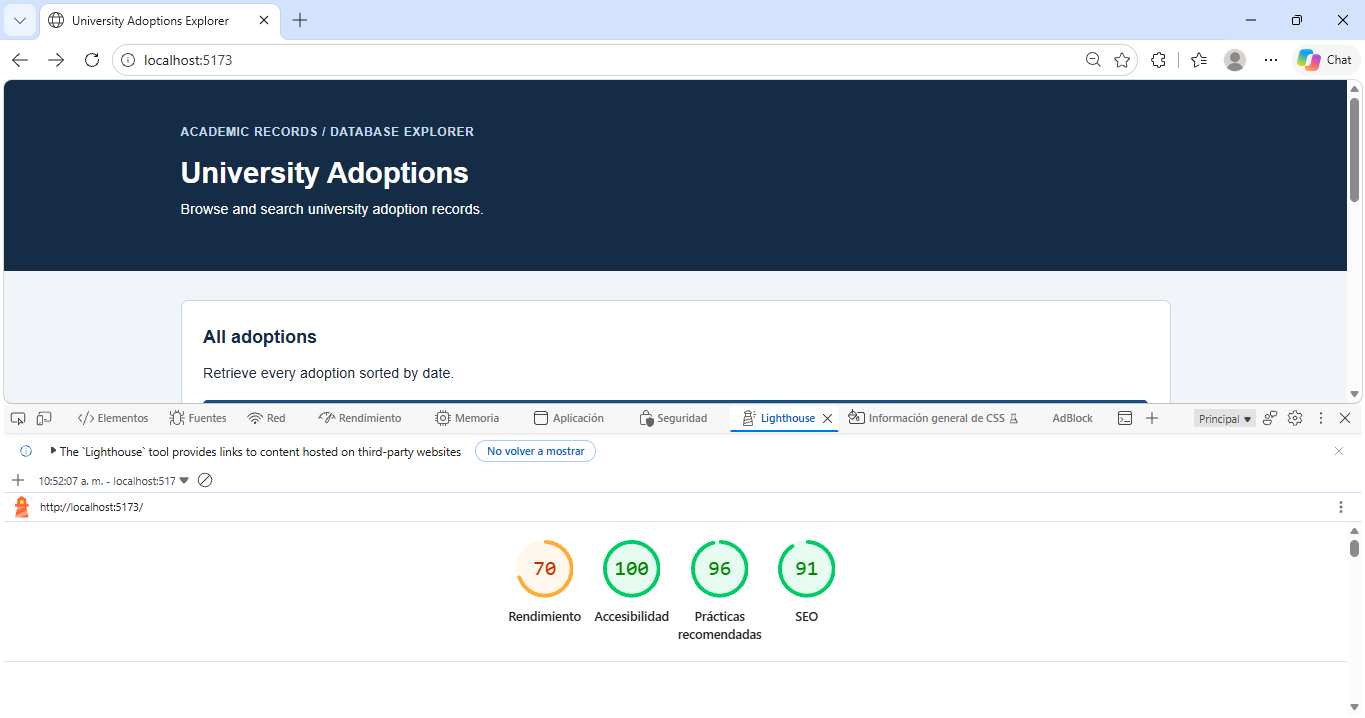 University Adoptions Explorer
localhost:5173
Chat
ACADEMIC RECORDS / DATABASE EXPLORER
University Adoptions
Browse and search university adoption records.
All adoptions
Retrieve every adoption sorted by date.
Elementos Fuentes Red Rendimiento Memoria Aplicación Seguridad Lighthouse Información general de CSS AdBlock Principal
The `Lighthouse` tool provides links to content hosted on third-party websites No volver a mostrar
10:52:07 a. m. - localhost:517
http://localhost:5173/
70 100 96 91
Rendimiento Accesibilidad Prácticas recomendadas SEO